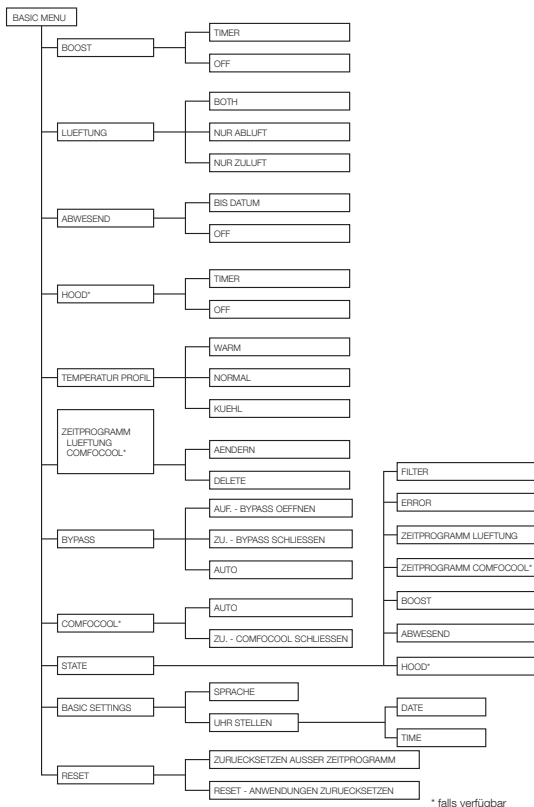 BASIC MENU
BOOST
TIMER
OFF
LUEFTUNG
BOTH
NUR ABLUFT
NUR ZULUFT
ABWESEND
BIS DATUM
OFF
HOOD*
TIMER
OFF
TEMPERATUR PROFIL
WARM
NORMAL
KUEHL
ZEITPROGRAMM
LUEFTUNG
COMFOCOOL*
AENDERN
DELETE
BYPASS
AUF. - BYPASS OEFFNEN
ZU. - BYPASS SCHLIESSEN
AUTO
COMFOCOOL*
AUTO
ZU. - COMFOCOOL SCHLIESSEN
STATE
FILTER
ERROR
ZEITPROGRAMM LUEFTUNG
ZEITPROGRAMM COMFOCOOL*
BOOST
ABWESEND
HOOD*
BASIC SETTINGS
SPRACHE
UHR STELLEN
DATE
TIME
RESET
ZURUECKSETZEN AUSSER ZEITPROGRAMM
RESET - ANWENDUNGEN ZURUECKSETZEN
* falls verfügbar